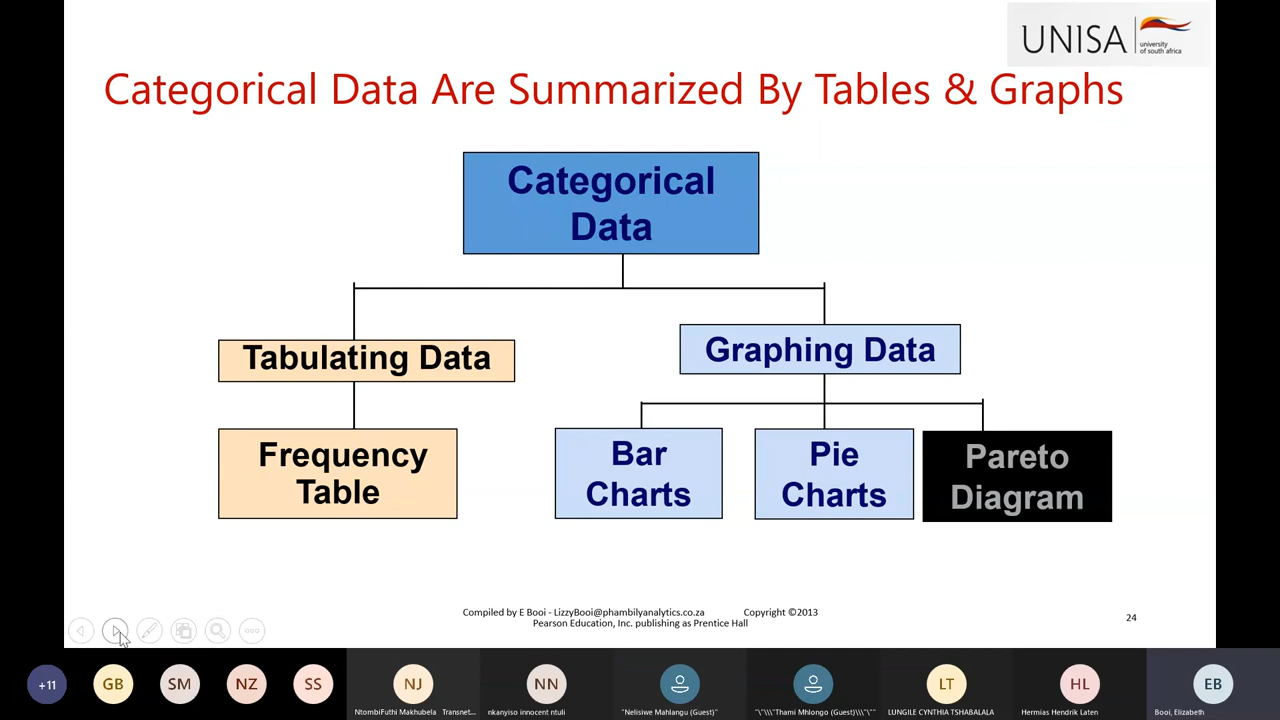 UNISA
university
of south africa
Categorical Data Are Summarized By Tables & Graphs
Categorical
Data
Tabulating Data
Graphing Data
Frequency
Table
Bar
Charts
Pie
Charts
Pareto
Diagram
Compiled by E Booi - LizzyBooi@phambilyanalytics.co.za Copyright ©2013
Pearson Education, Inc. publishing as Prentice Hall
24
+11
GB
SM
NZ
SS
NJ
NN
LT
HL
EB
NtombiFuthi Makhubela Transnet...
nkanyiso innocent ntuli
"Nelisiwe Mahlangu (Guest)"
"\"\\\"Thami Mhlongo (Guest)\\\"\""
LUNGILE CYNTHIA TSHABALALA
Hermias Hendrik Laten
Booi, Elizabeth